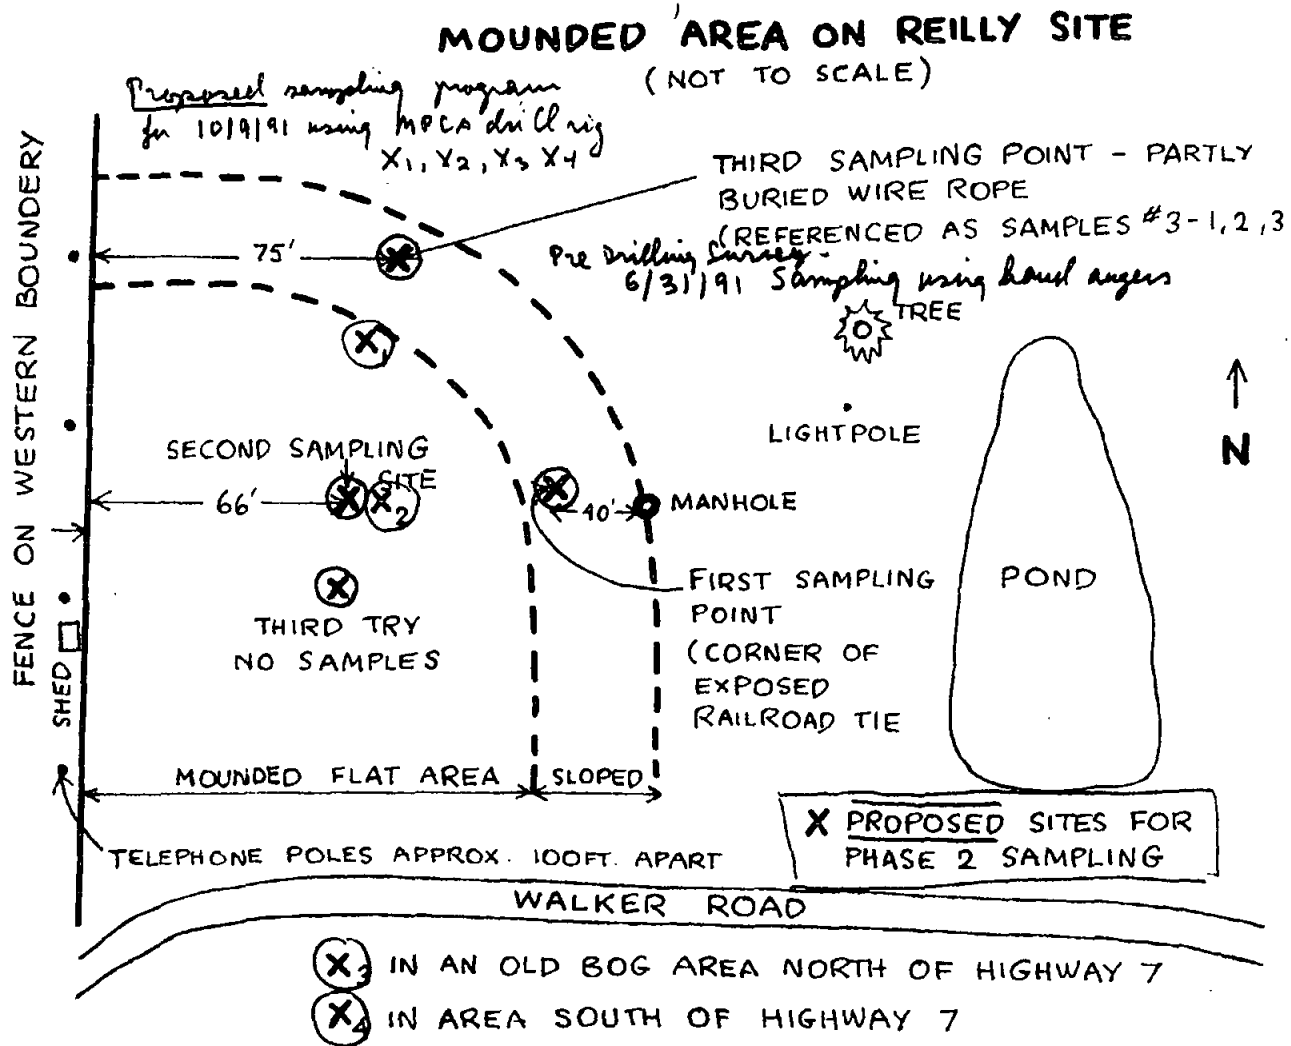 MOUNDED AREA ON REILLY SITE
(NOT TO SCALE)
Proposed sampling program
for 10/9/91 using MPCA drill rig
X1, X2, X3 X4
THIRD SAMPLING POINT - PARTLY
BURIED WIRE ROPE
(REFERENCED AS SAMPLES #3-1,2,3
Pre Drilling Survey -
6/31/91 Sampling using hand augers
FENCE ON WESTERN BOUNDERY
75'
TREE
X1
LIGHTPOLE
N
SECOND SAMPLING
SITE
66'
X
X2
X
40'
MANHOLE
X
THIRD TRY
NO SAMPLES
FIRST SAMPLING
POINT
(CORNER OF
EXPOSED
RAILROAD TIE
POND
SHED
MOUNDED FLAT AREA
SLOPED
X PROPOSED SITES FOR
PHASE 2 SAMPLING
TELEPHONE POLES APPROX. 100FT. APART
WALKER ROAD
X3 IN AN OLD BOG AREA NORTH OF HIGHWAY 7
X4 IN AREA SOUTH OF HIGHWAY 7